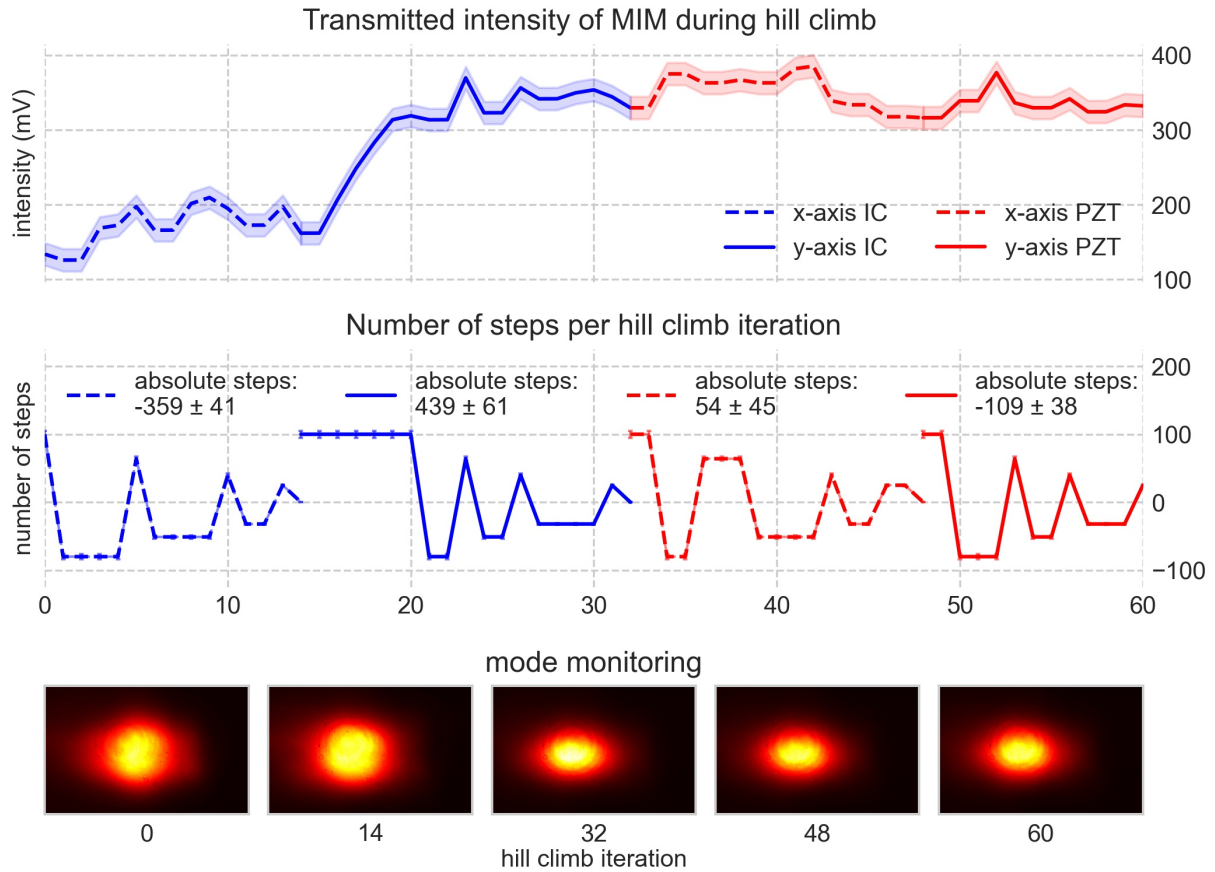 Transmitted intensity of MIM during hill climb
intensity (mV)
400
300
200
100
x-axis IC
x-axis PZT
y-axis IC
y-axis PZT
Number of steps per hill climb iteration
number of steps
200
100
0
−100
absolute steps:
-359 ± 41
absolute steps:
439 ± 61
absolute steps:
54 ± 45
absolute steps:
-109 ± 38
0 10 20 30 40 50 60
mode monitoring
0 14 32 48 60
hill climb iteration